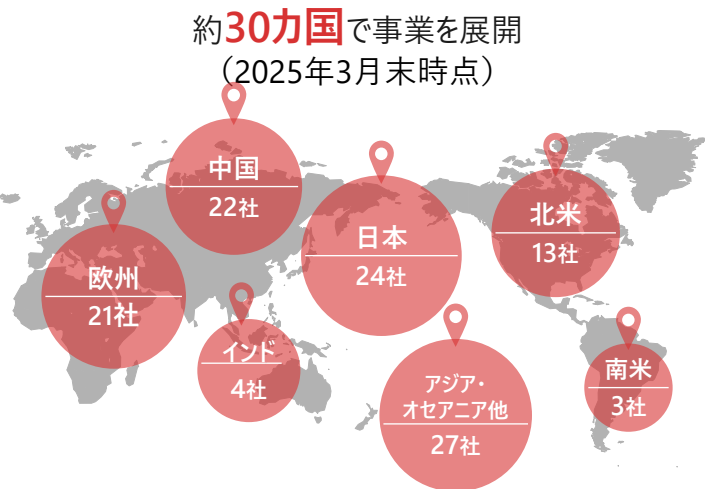 約30カ国で事業を展開
（2025年3月末時点）
中国
22社
日本
24社
北米
13社
欧州
21社
インド
4社
アジア・
オセアニア他
27社
南米
3社